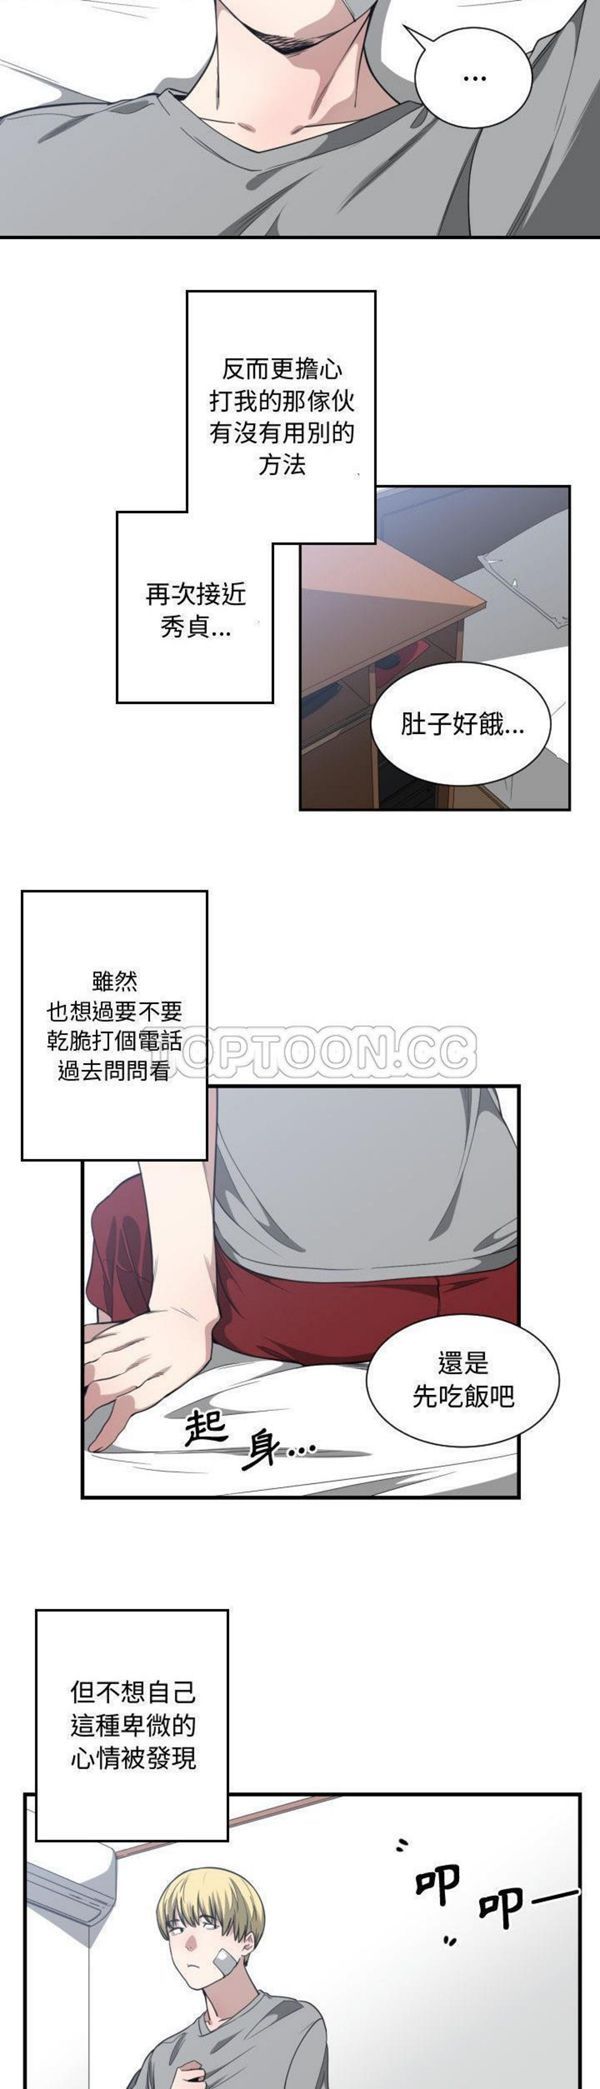 ...
反而更擔心
打我的那傢伙
有沒有用別的
方法
再次接近
秀貞...
肚子好餓...
雖然
也想過要不要
乾脆打個電話
過去問問看
TOPTOON.CC
還是
先吃飯吧
起身...
但不想自己
這種卑微的
心情被發現
叩叩—